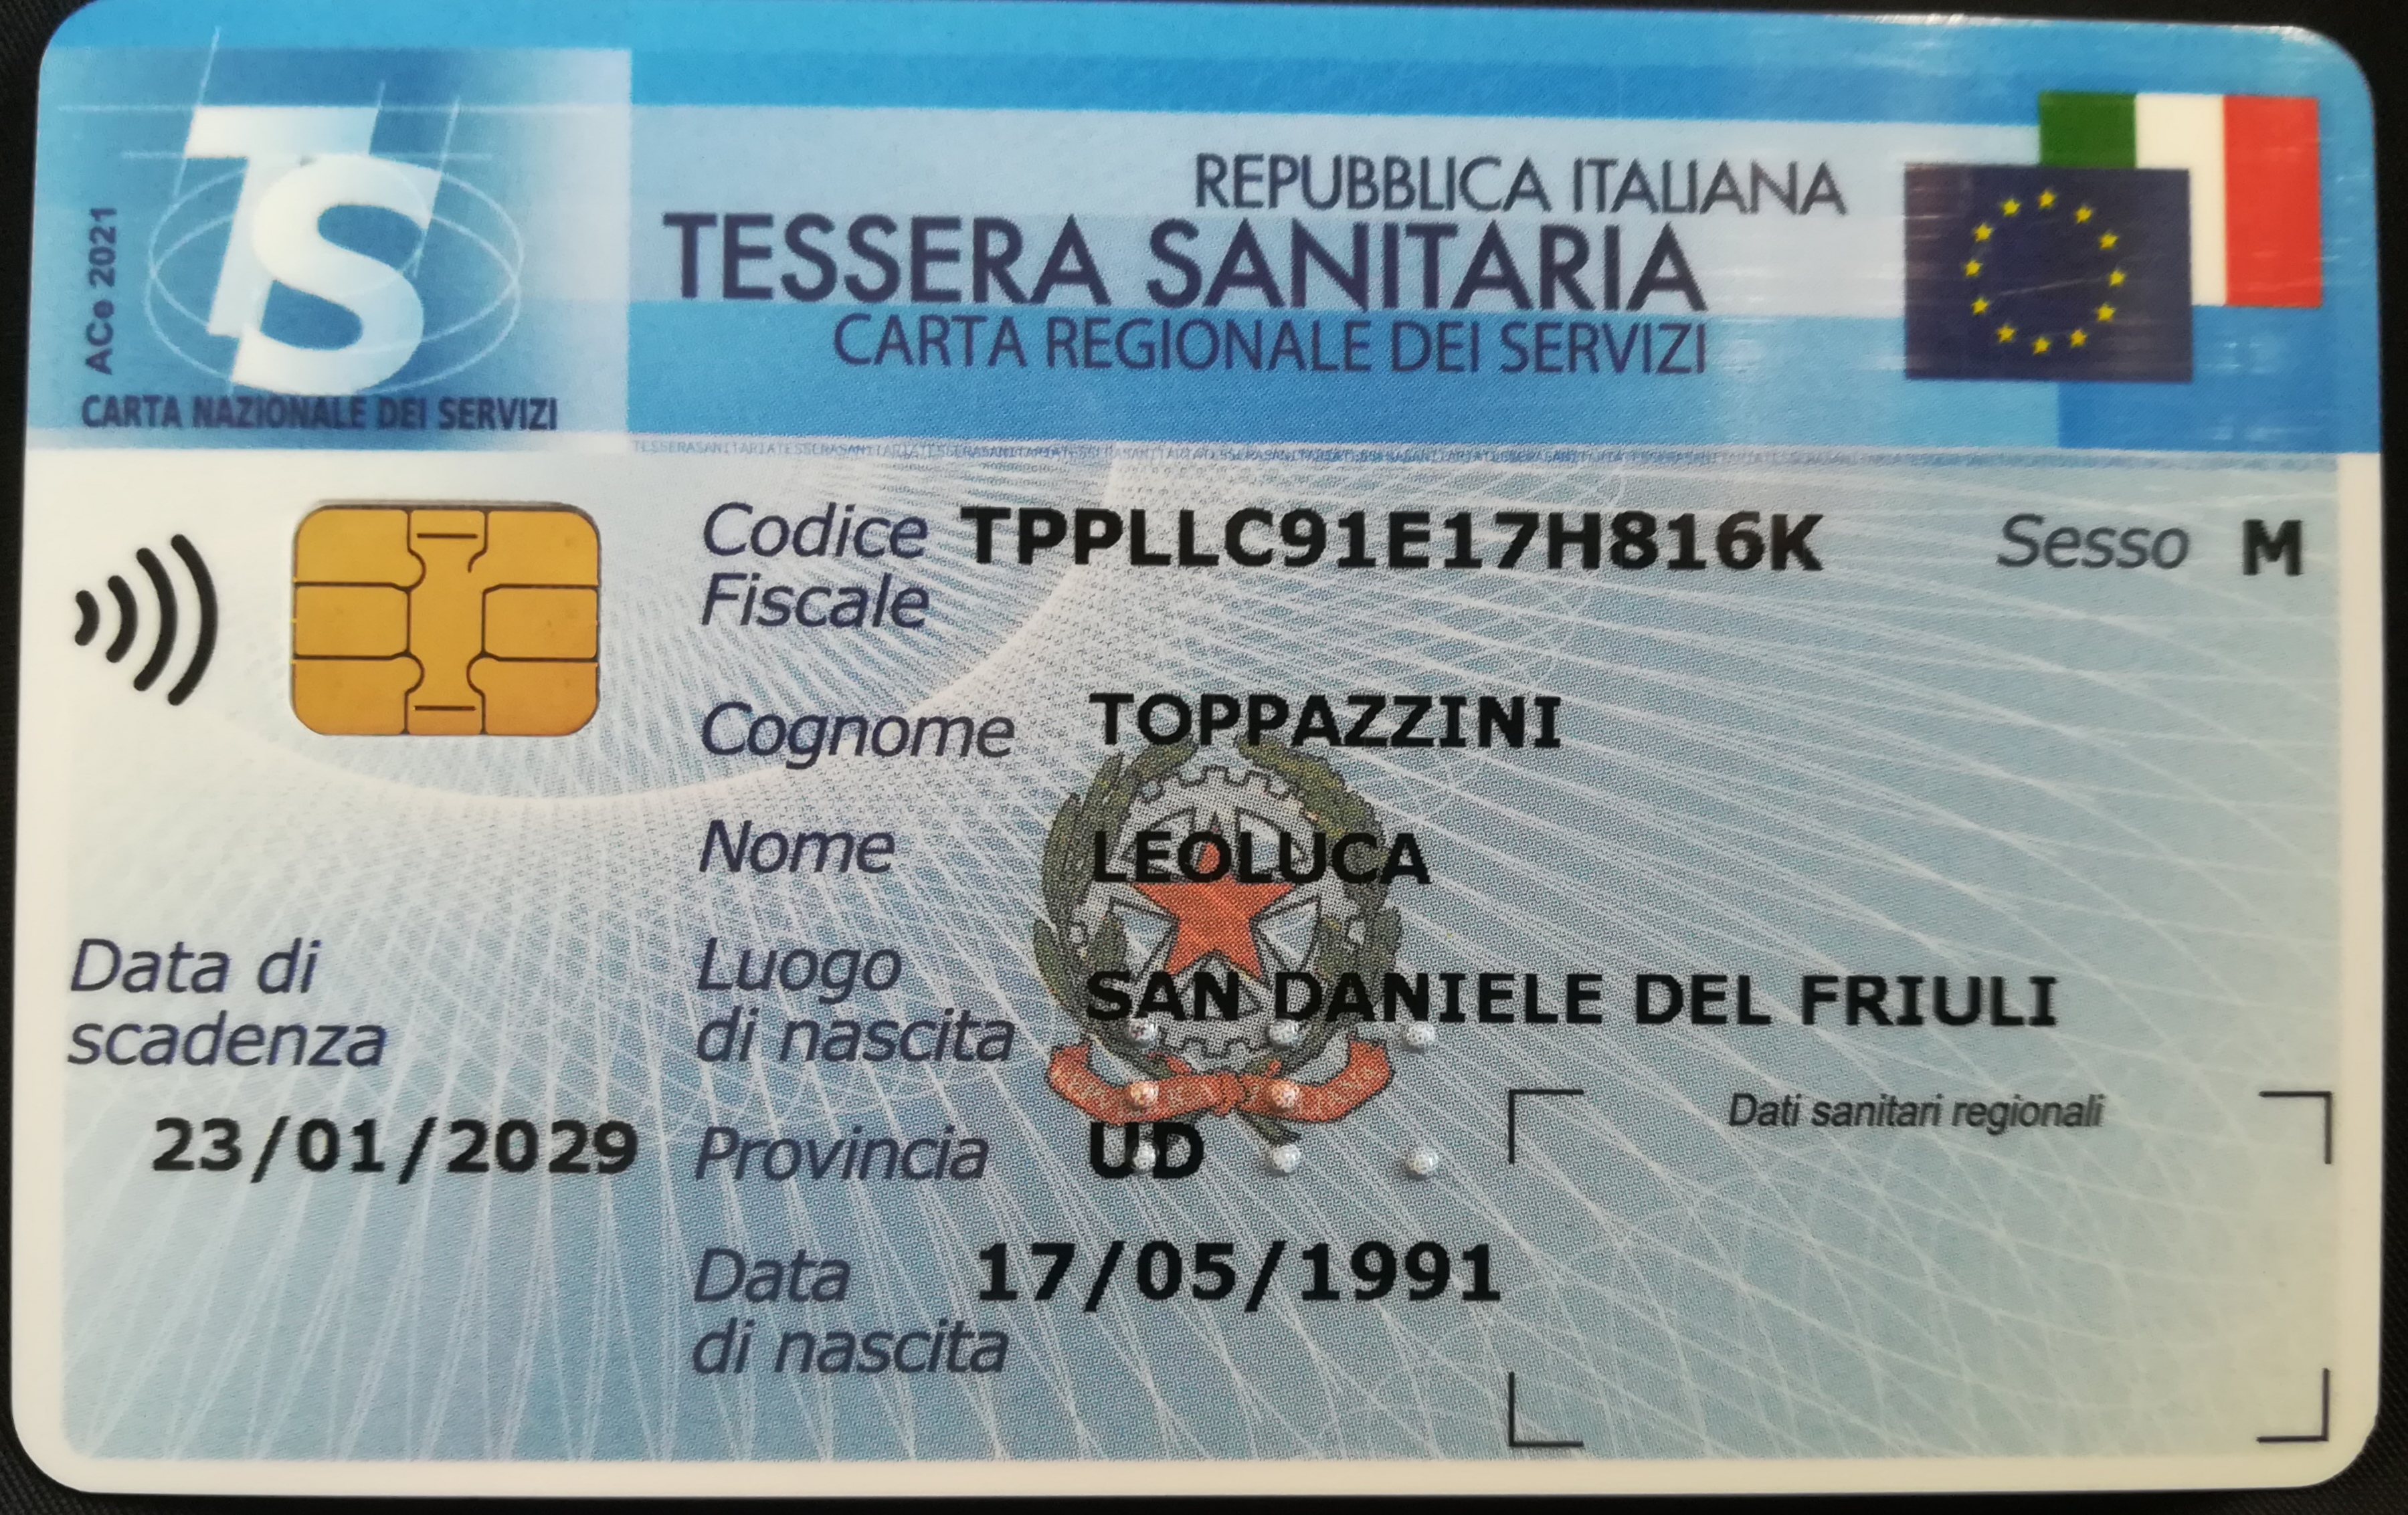 REPUBBLICA ITALIANA
TESSERA SANITARIA
CARTA REGIONALE DEI SERVIZI
TS
ACe 2021
CARTA NAZIONALE DEI SERVIZI
Codice Fiscale TPPLLC91E17H816K Sesso M
Cognome TOPPAZZINI
Nome LEOLUCA
Luogo di nascita SAN DANIELE DEL FRIULI
Provincia UD
Data di nascita 17/05/1991
Data di scadenza
23/01/2029
Dati sanitari regionali